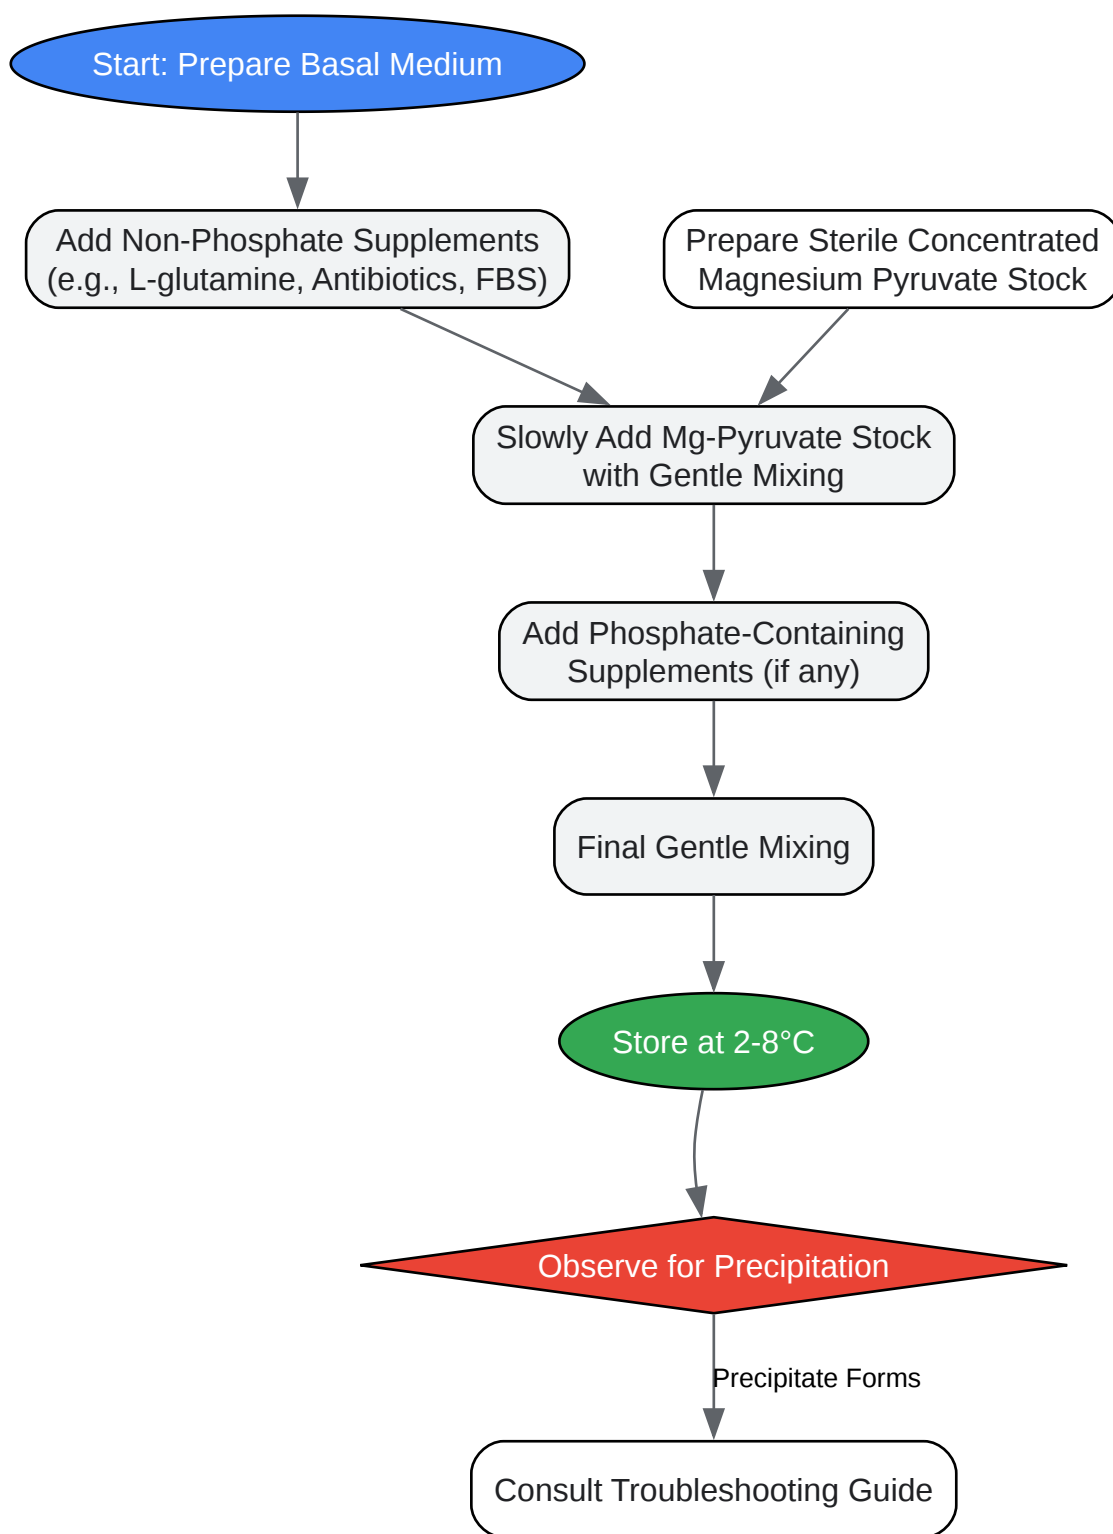 Start: Prepare Basal Medium
Add Non-Phosphate Supplements
(e.g., L-glutamine, Antibiotics, FBS)
Prepare Sterile Concentrated
Magnesium Pyruvate Stock
Slowly Add Mg-Pyruvate Stock
with Gentle Mixing
Add Phosphate-Containing
Supplements (if any)
Final Gentle Mixing
Store at 2-8°C
Observe for Precipitation
Precipitate Forms
Consult Troubleshooting Guide